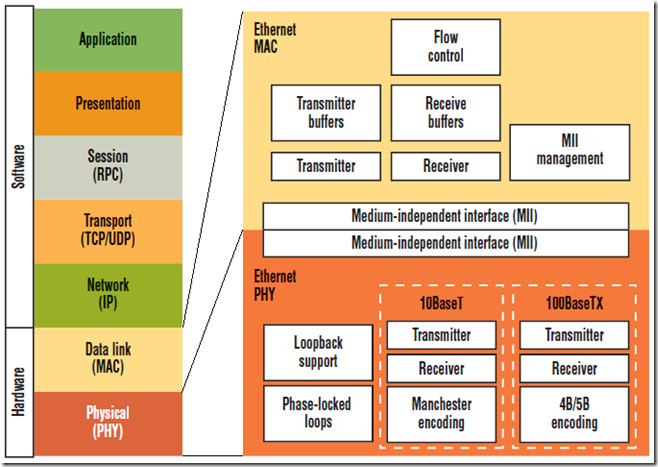 Software
Hardware
Application
Presentation
Session
(RPC)
Transport
(TCP/UDP)
Network
(IP)
Data link
(MAC)
Physical
(PHY)
Ethernet
MAC
Flow
control
Transmitter
buffers
Receive
buffers
MII
management
Transmitter
Receiver
Medium-independent interface (MII)
Medium-independent interface (MII)
Ethernet
PHY
Loopback
support
Phase-locked
loops
10BaseT
Transmitter
Receiver
Manchester
encoding
100BaseTX
Transmitter
Receiver
4B/5B
encoding